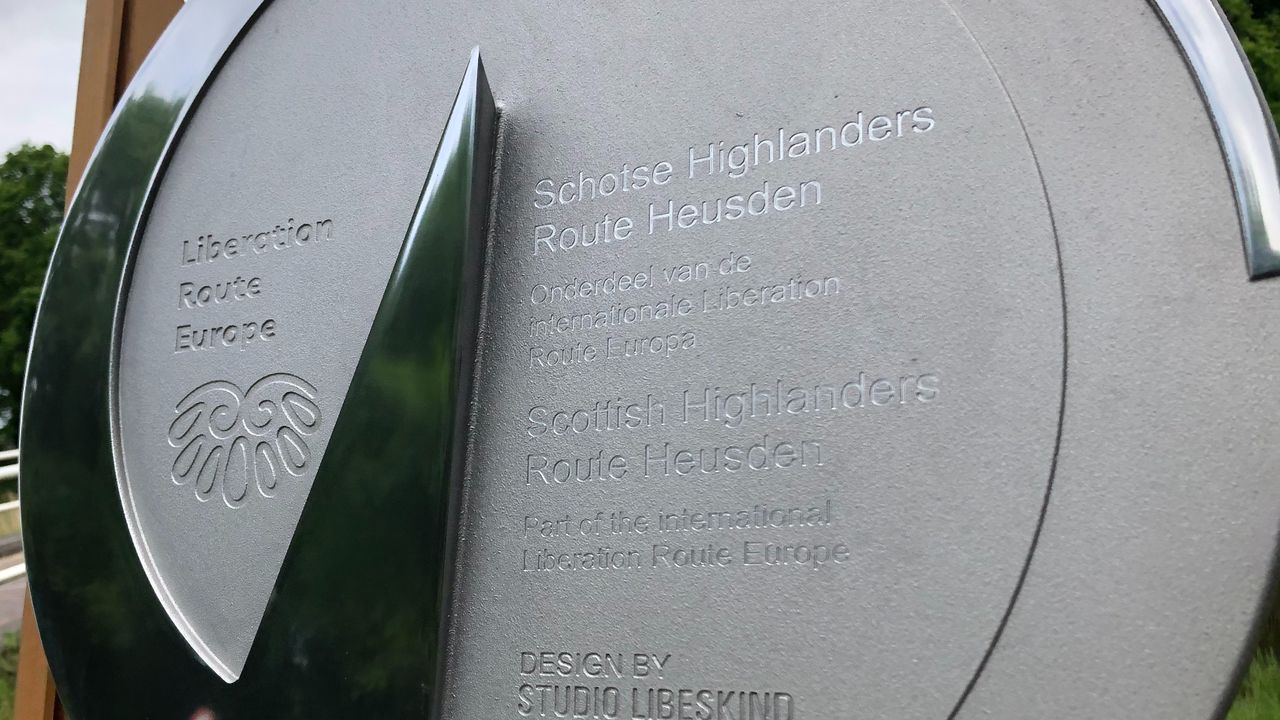 Liberation
Route
Europe
Schotse Highlanders
Route Heusden
Onderdeel van de
internationale Liberation
Route Europa
Scottish Highlanders
Route Heusden
Part of the international
Liberation Route Europe
DESIGN BY
STUDIO LIBESKIND